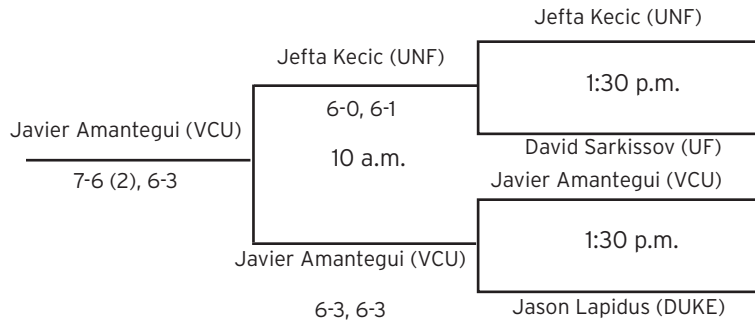 Jefta Kecic (UNF)
Jefta Kecic (UNF)
1:30 p.m.
6-0, 6-1
Javier Amantegui (VCU)
David Sarkissov (UF)
10 a.m.
7-6 (2), 6-3
Javier Amantegui (VCU)
1:30 p.m.
Javier Amantegui (VCU)
6-3, 6-3
Jason Lapidus (DUKE)